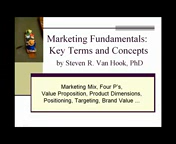 Marketing Fundamentals:
Key Terms and Concepts
by Steven R. Van Hook, PhD
Marketing Mix, Four P's,
Value Proposition, Product Dimensions,
Positioning, Targeting, Brand Value ...